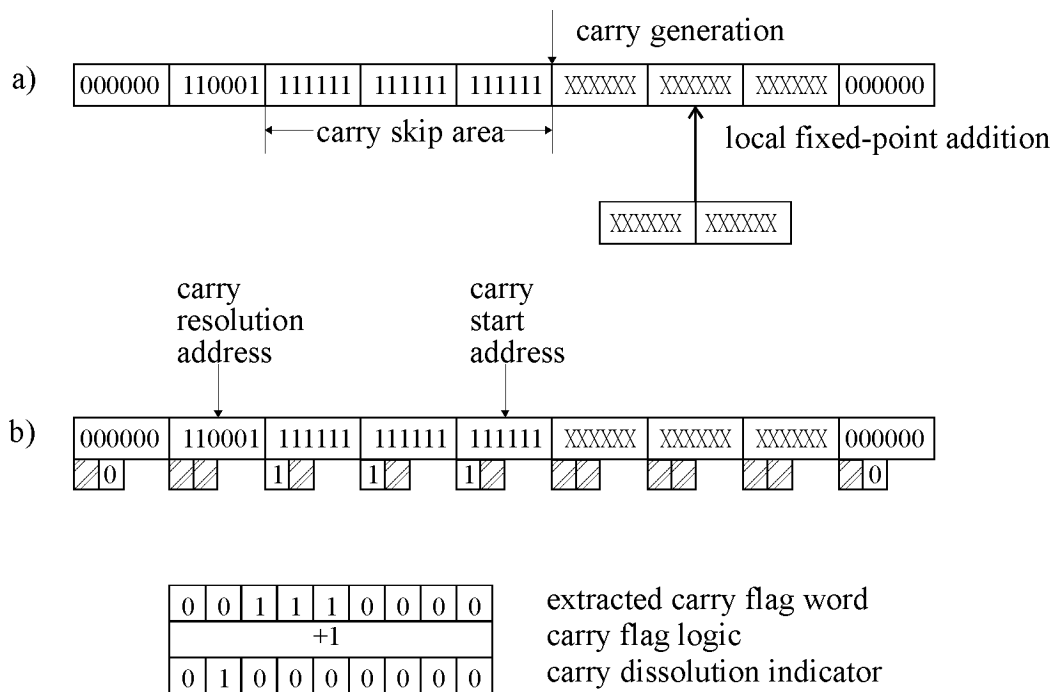 carry generation
a)
000000 110001 111111 111111 111111 XXXXXX XXXXXX XXXXXX 000000
carry skip area
local fixed-point addition
XXXXXX XXXXXX
carry
resolution
address
carry
start
address
b)
000000 110001 111111 111111 111111 XXXXXX XXXXXX XXXXXX 000000
0 1 1 1 0
0 0 1 1 1 0 0 0 0 extracted carry flag word
+1 carry flag logic
0 1 0 0 0 0 0 0 0 carry dissolution indicator